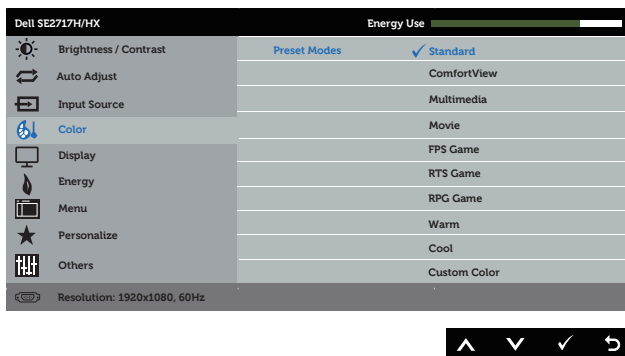 Dell SE2717H/HX Energy Use
Brightness / Contrast Preset Modes Standard
Auto Adjust ComfortView
Input Source Multimedia
Color Movie
Display FPS Game
Energy RTS Game
Menu RPG Game
Personalize Warm
Others Cool
Custom Color
Resolution: 1920x1080, 60Hz